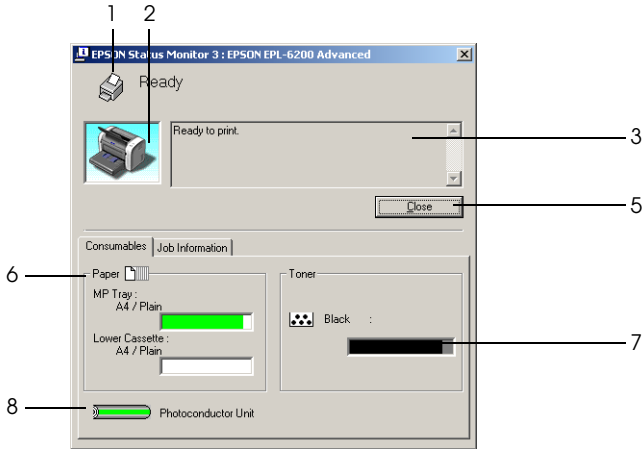 1 2
EPSON Status Monitor 3 : EPSON EPL-6200 Advanced
Ready
Ready to print.
3
Close
5
Consumables Job Information
6
Paper
MP Tray :
A4 / Plain
Lower Cassette :
A4 / Plain
Toner
Black :
7
8
Photoconductor Unit